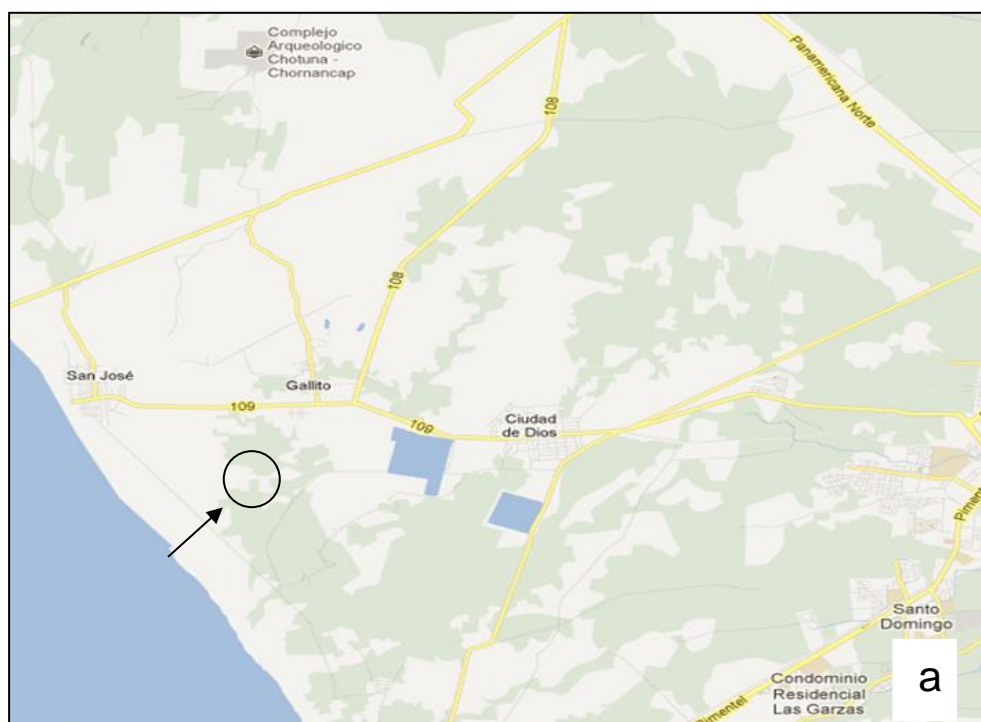 Complejo
Arqueologico
Chotuna -
Chornancap
Panamericana Norte
108
108
San José
Gallito
109
109
Ciudad
de Dios
Santo
Domingo
Condominio
Residencial
Las Garzas
Pimentel
a